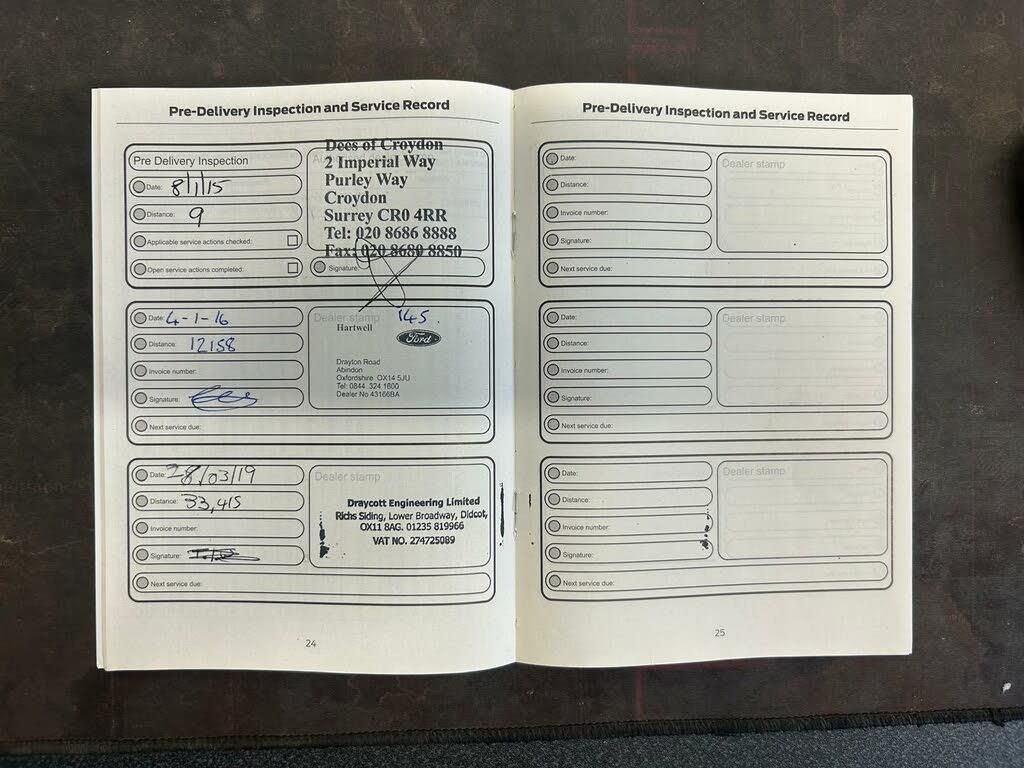 Pre-Delivery Inspection and Service Record
Pre Delivery Inspection
Date: 8/1/15
Distance: 9
Applicable service actions checked:
Open service actions completed:
Dees of Croydon
2 Imperial Way
Purley Way
Croydon
Surrey CR0 4RR
Tel: 020 8686 8888
Fax: 020 8680 8850
Signature:
Date: 4-1-16
Distance: 12158
Invoice number:
Signature:
Next service due:
Dealer stamp 145.
Hartwell
Ford
Drayton Road
Abindon
Oxfordshire OX14 5JU
Tel: 0844 324 1600
Dealer No 43166BA
Date: 28/03/19
Distance: 33,415
Invoice number:
Signature:
Next service due:
Dealer stamp
Draycott Engineering Limited
Richs Siding, Lower Broadway, Didcot,
OX11 8AG. 01235 819966
VAT NO. 274725089
24
Pre-Delivery Inspection and Service Record
Date:
Distance:
Invoice number:
Signature:
Next service due:
Dealer stamp
Date:
Distance:
Invoice number:
Signature:
Next service due:
Dealer stamp
Date:
Distance:
Invoice number:
Signature:
Next service due:
Dealer stamp
25